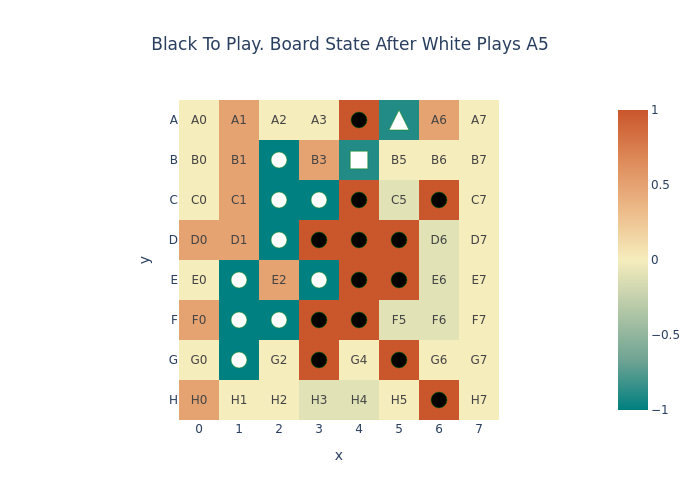 Black To Play. Board State After White Plays A5
A A0 A1 A2 A3 A6 A7
B B0 B1 B3 B5 B6 B7
C C0 C1 C5 C7
D D0 D1 D6 D7
E E0 E2 E6 E7
F F0 F5 F6 F7
G G0 G2 G4 G6 G7
H H0 H1 H2 H3 H4 H5 H7
0 1 2 3 4 5 6 7
x
y
1
0.5
0
−0.5
−1